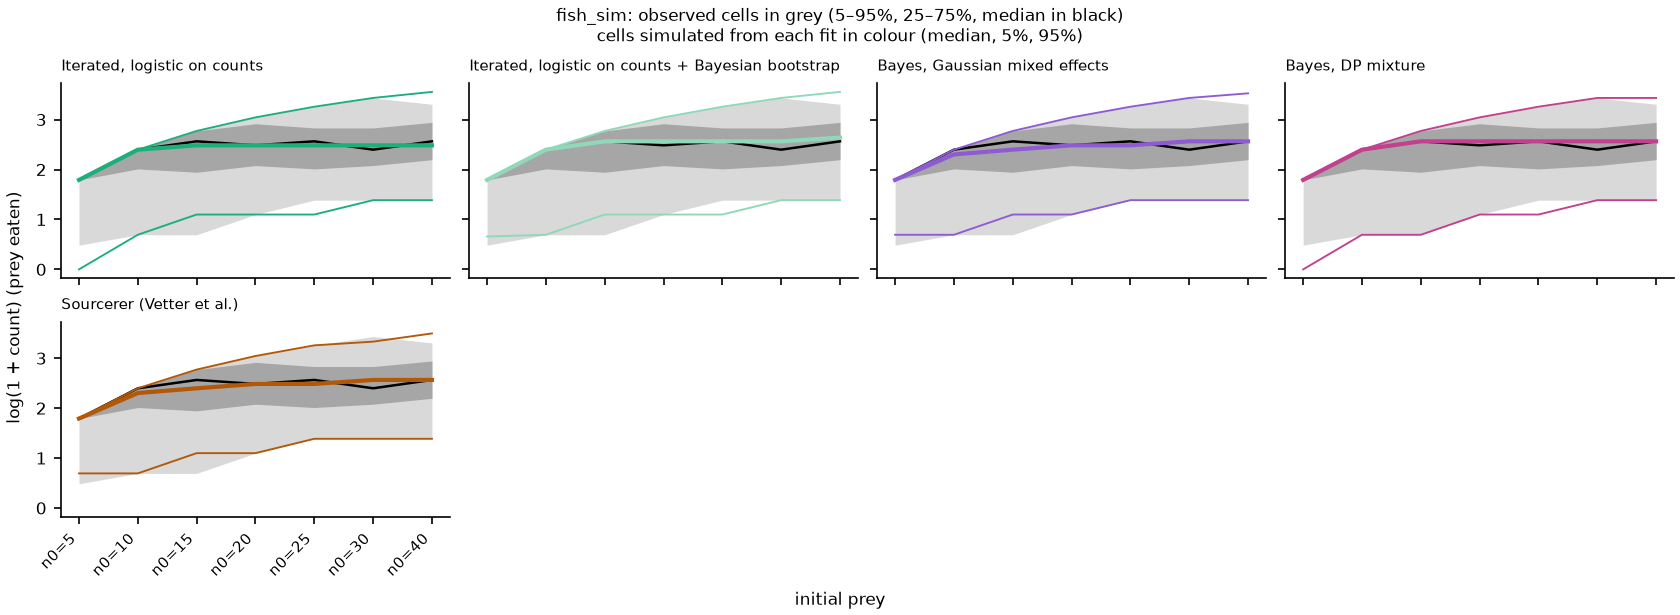 fish_sim: observed cells in grey (5–95%, 25–75%, median in black)
cells simulated from each fit in colour (median, 5%, 95%)
Iterated, logistic on counts
Iterated, logistic on counts + Bayesian bootstrap
Bayes, Gaussian mixed effects
Bayes, DP mixture
3
2
1
0
Sourcerer (Vetter et al.)
3
2
1
0
log(1 + count) (prey eaten)
n0=5
n0=10
n0=15
n0=20
n0=25
n0=30
n0=40
initial prey